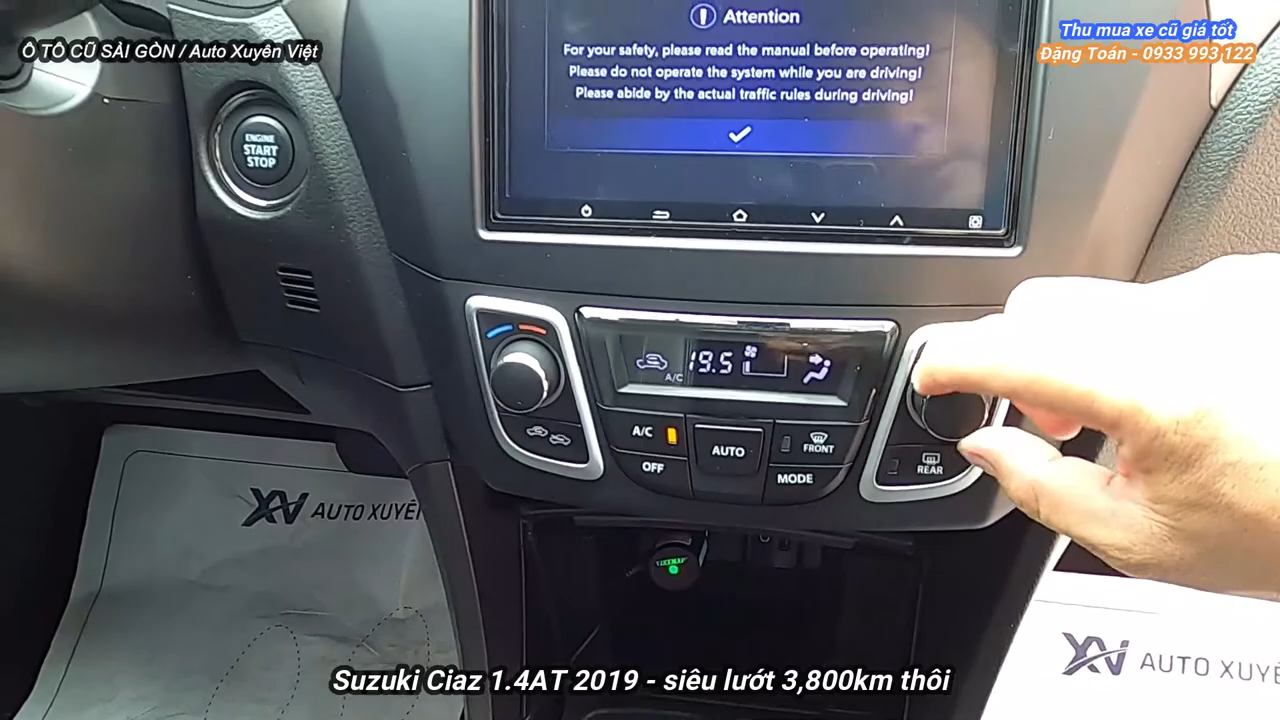 Attention
For your safety, please read the manual before operating!
Please do not operate the system while you are driving!
Please abide by the actual traffic rules during driving!
Ô TÔ CŨ SÀI GÒN / Auto Xuyên Việt
Thu mua xe cũ giá tốt
Đặng Toán - 0933 993 122
ENGINE
START
STOP
A/C
19.5
A/C
OFF
AUTO
FRONT
MODE
REAR
XV AUTO XUYÊ
XV AUTO XUYÊ
Suzuki Ciaz 1.4AT 2019 - siêu lướt 3,800km thôi